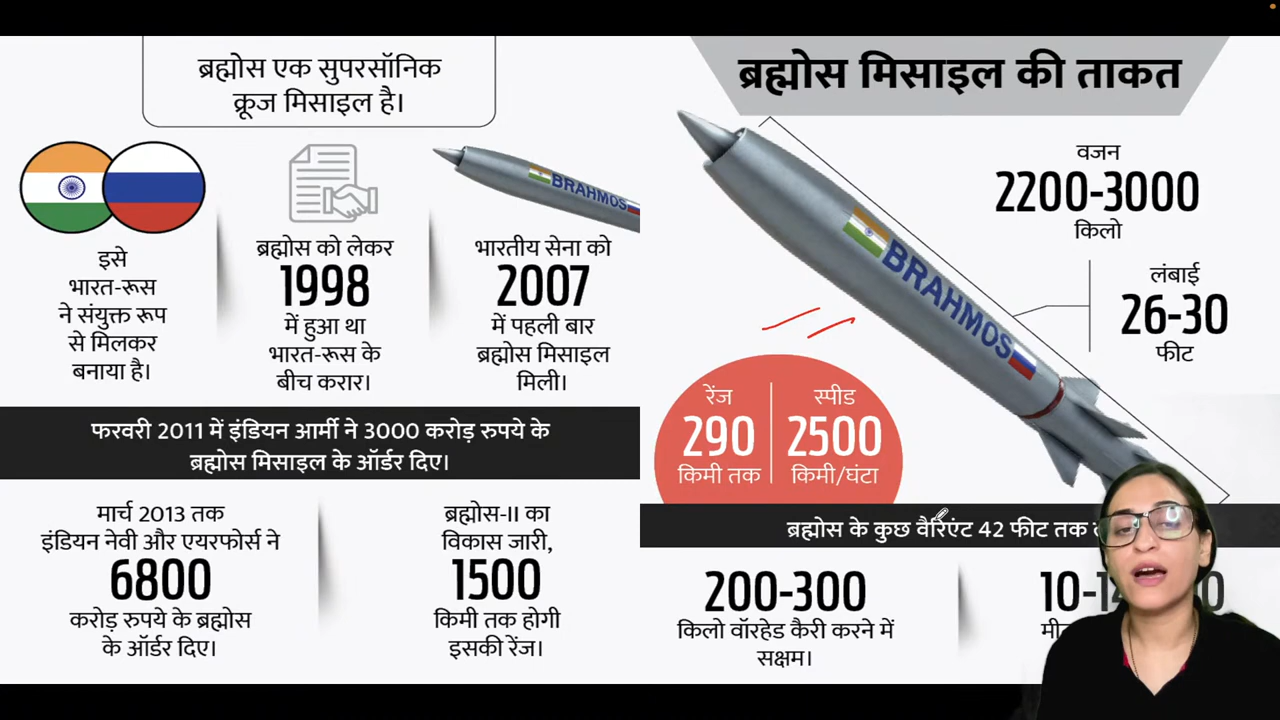 ब्रह्मोस एक सुपरसॉनिक
क्रूज मिसाइल है।
इसे
भारत-रूस
ने संयुक्त रूप
से मिलकर
बनाया है।
ब्रह्मोस को लेकर
1998
में हुआ था
भारत-रूस के
बीच करार।
BRAHMOS
भारतीय सेना को
2007
में पहली बार
ब्रह्मोस मिसाइल
मिली।
फरवरी 2011 में इंडियन आर्मी ने 3000 करोड़ रुपये के
ब्रह्मोस मिसाइल के ऑर्डर दिए।
मार्च 2013 तक
इंडियन नेवी और एयरफोर्स ने
6800
करोड़ रुपये के ब्रह्मोस
के ऑर्डर दिए।
ब्रह्मोस-II का
विकास जारी,
1500
किमी तक होगी
इसकी रेंज।
ब्रह्मोस मिसाइल की ताकत
BRAHMOS
वजन
2200-3000
किलो
लंबाई
26-30
फीट
रेंज
290
किमी तक
स्पीड
2500
किमी/घंटा
ब्रह्मोस के कुछ वैरिएंट 42 फीट तक
200-300
किलो वॉरहेड कैरी करने में
सक्षम।